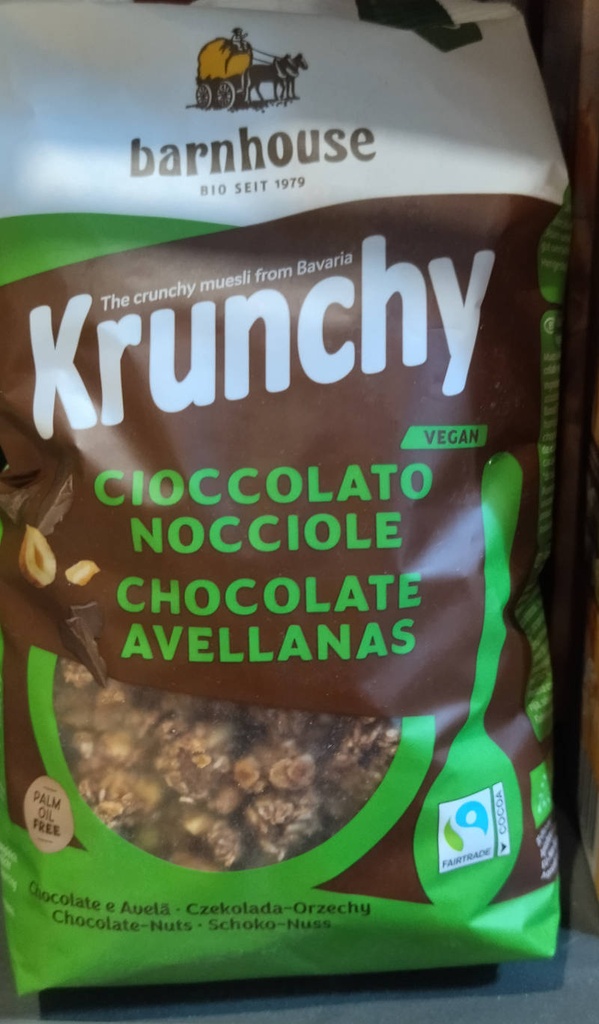 barnhouse
BIO SEIT 1979
The crunchy muesli from Bavaria
Krunchy
VEGAN
CIOCCOLATO
NOCCIOLE
CHOCOLATE
AVELLANAS
PALM
OIL
FREE
FAIRTRADE
COCOA
Chocolate e Avelã · Czekolada-Orzechy
Chocolate-Nuts · Schoko-Nuss